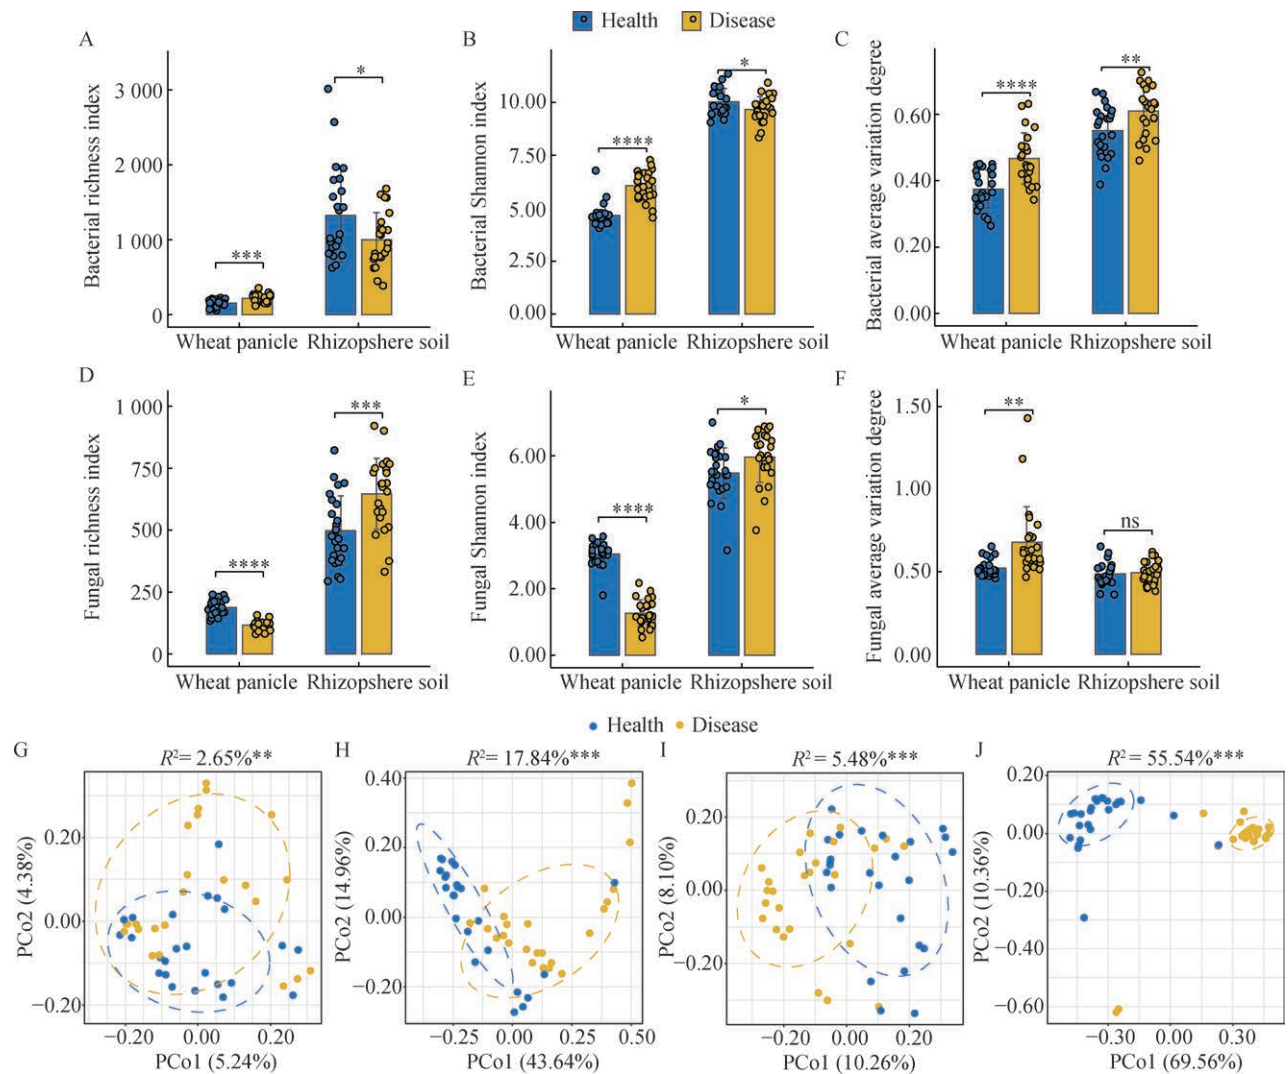 Health Disease
A
Bacterial richness index
3 000
2 000
1 000
0
***
*
Wheat panicle Rhizopshere soil
B
Bacterial Shannon index
10.00
7.50
5.00
2.50
0.00
****
*
Wheat panicle Rhizopshere soil
C
Bacterial average variation degree
0.60
0.40
0.20
0.00
****
**
Wheat panicle Rhizopshere soil
D
Fungal richness index
1 000
750
500
250
0
****
***
Wheat panicle Rhizopshere soil
E
Fungal Shannon index
6.00
4.00
2.00
0.00
****
*
Wheat panicle Rhizopshere soil
F
Fungal average variation degree
1.50
1.00
0.50
0.00
**
ns
Wheat panicle Rhizopshere soil
Health Disease
G
R²= 2.65%**
PCo2 (4.38%)
0.20
0.00
−0.20
−0.20 0.00 0.20
PCo1 (5.24%)
H
R²= 17.84%***
PCo2 (14.96%)
0.40
0.20
0.00
−0.20
−0.25 0.00 0.25 0.50
PCo1 (43.64%)
I
R²= 5.48%***
PCo2 (8.10%)
0.20
0.00
−0.20
−0.20 0.00 0.20
PCo1 (10.26%)
J
R²= 55.54%***
PCo2 (10.36%)
0.20
0.00
−0.20
−0.40
−0.60
−0.30 0.00 0.30
PCo1 (69.56%)